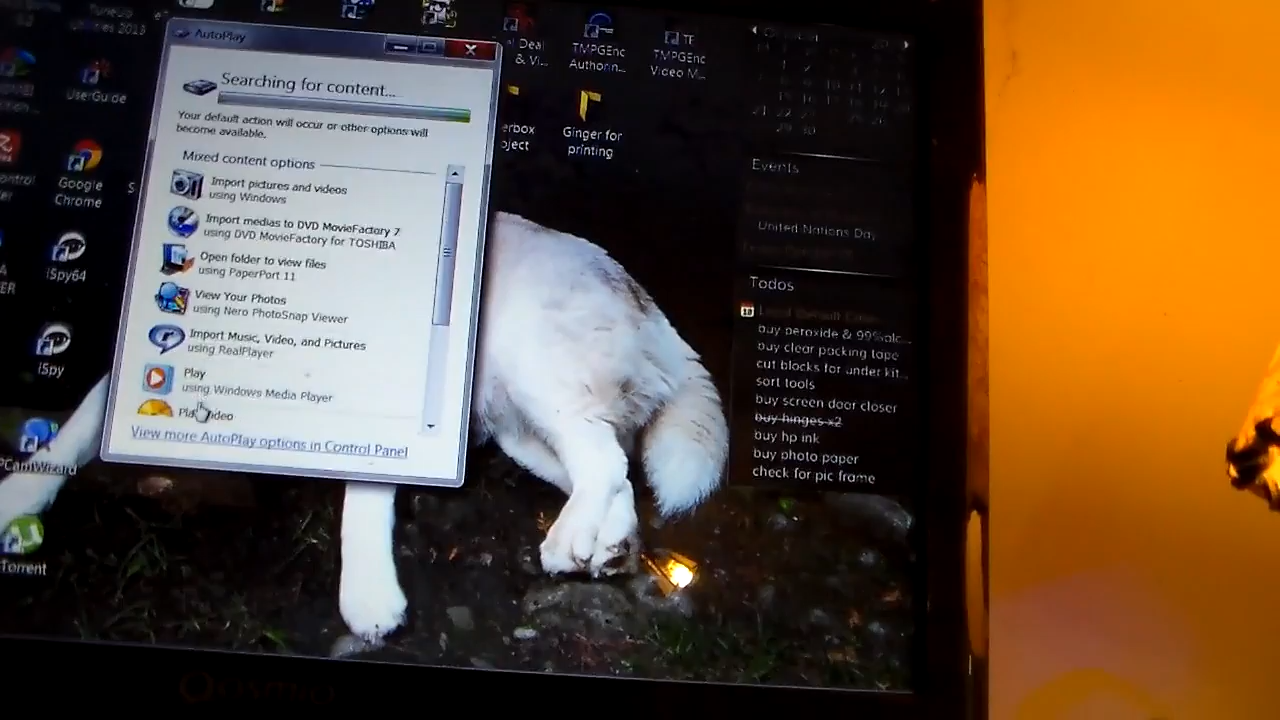 AutoPlay
Searching for content...
Your default action will occur or other options will
become available.
Mixed content options
Import pictures and videos
using Windows
Import medias to DVD MovieFactory 7
using DVD MovieFactory for TOSHIBA
Open folder to view files
using PaperPort 11
View Your Photos
using Nero PhotoSnap Viewer
Import Music, Video, and Pictures
using RealPlayer
Play
using Windows Media Player
View more AutoPlay options in Control Panel
UserGuide
Google
Chrome
S
iSpy64
iSpy
PCamWizard
Torrent
Deal
& Vi...
TMPGEnc
Authorin...
TMPGEnc
Video M...
erbox
oject
Ginger for
printing
Events
United Nations Day
Todos
buy peroxide & 99%alc...
buy clear packing tape
cut blocks for under kit...
sort tools
buy screen door closer
buy hinges x2
buy hp ink
buy photo paper
check for pic frame